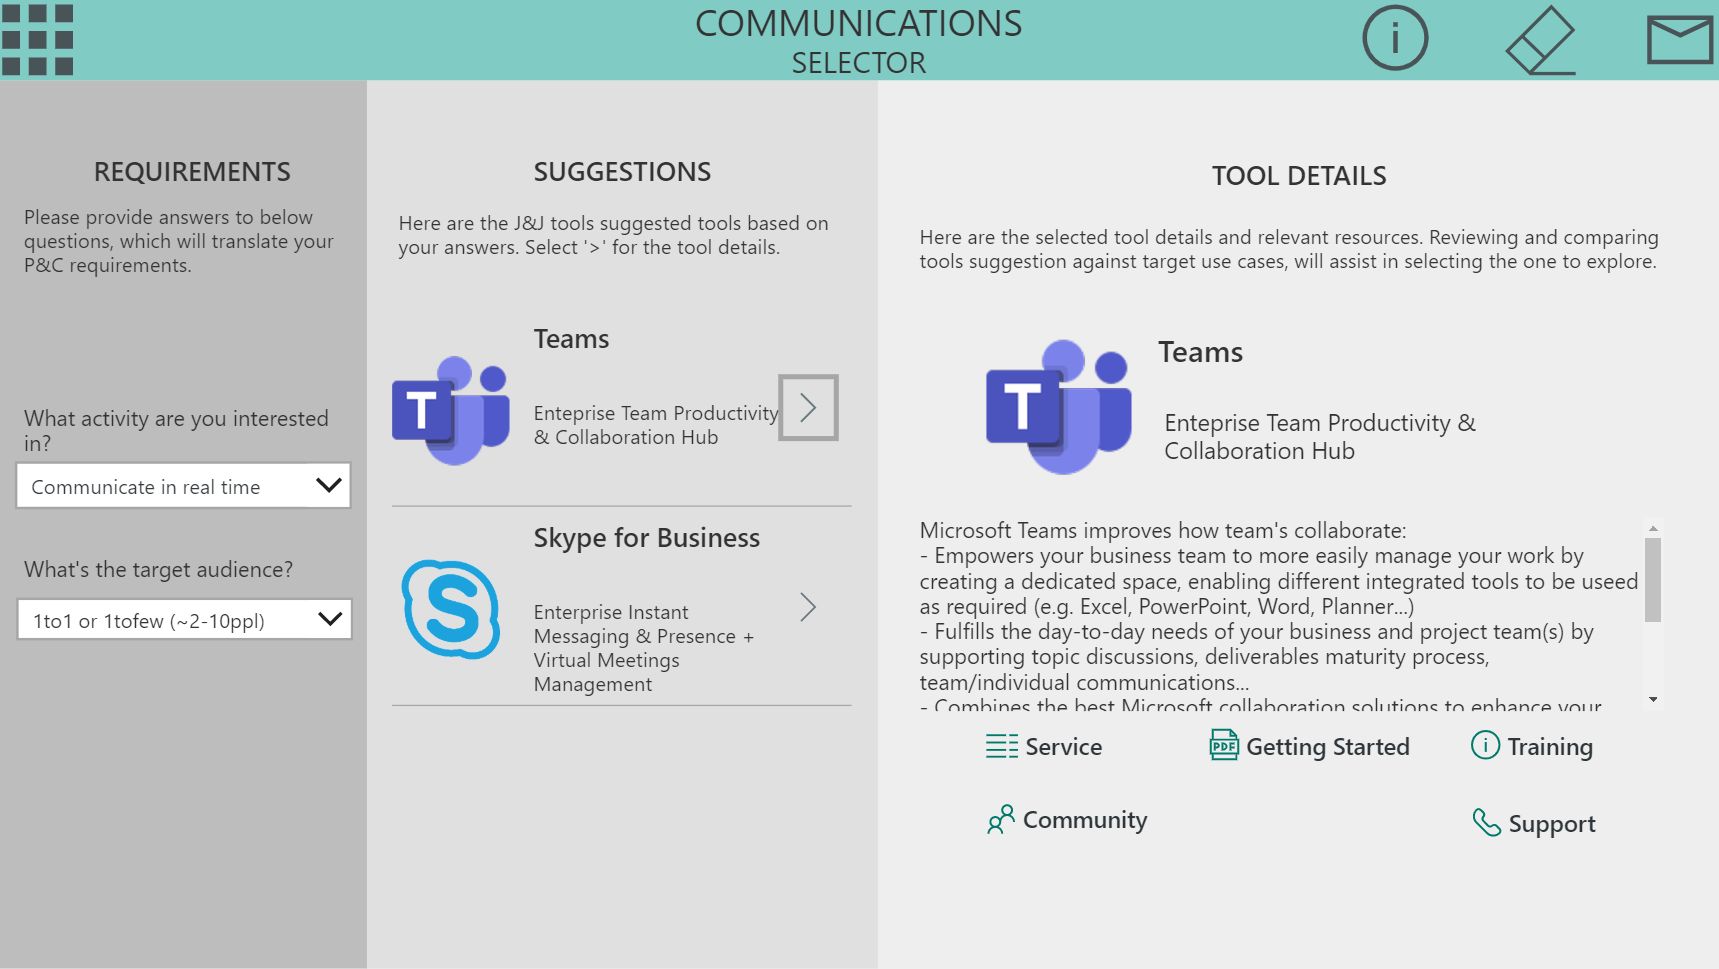 COMMUNICATIONS
SELECTOR
i
REQUIREMENTS
Please provide answers to below
questions, which will translate your
P&C requirements.
What activity are you interested
in?
Communicate in real time
What's the target audience?
1to1 or 1tofew (~2-10ppl)
SUGGESTIONS
Here are the J&J tools suggested tools based on
your answers. Select '>' for the tool details.
Teams
T
Enteprise Team Productivity
& Collaboration Hub
Skype for Business
S
Enterprise Instant
Messaging & Presence +
Virtual Meetings
Management
TOOL DETAILS
Here are the selected tool details and relevant resources. Reviewing and comparing
tools suggestion against target use cases, will assist in selecting the one to explore.
Teams
T
Enteprise Team Productivity &
Collaboration Hub
Microsoft Teams improves how team's collaborate:
- Empowers your business team to more easily manage your work by
creating a dedicated space, enabling different integrated tools to be useed
as required (e.g. Excel, PowerPoint, Word, Planner...)
- Fulfills the day-to-day needs of your business and project team(s) by
supporting topic discussions, deliverables maturity process,
team/individual communications...
- Combines the best Microsoft collaboration solutions to enhance your
Service
PDF Getting Started
i Training
Community
Support